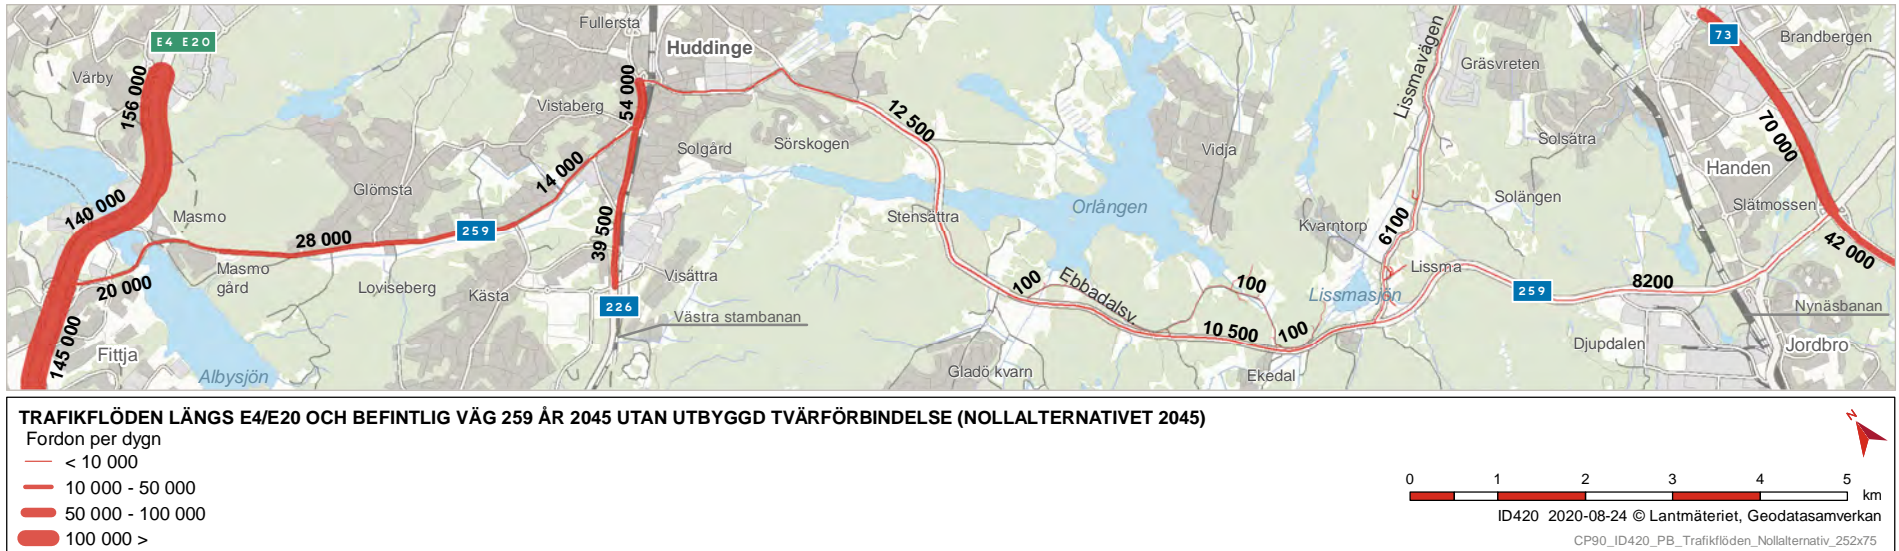 E4 E20
Vårby
156 000
140 000
Masmo
20 000
145 000
Fittja
Albysjön
Masmo
gård
28 000
Glömsta
Loviseberg
259
Kästa
14 000
Vistaberg
Fullersta
Huddinge
54 000
Solgård
39 500
Visättra
226
Västra stambanan
Sörskogen
12 500
Stensättra
Orlången
Vidja
100
Ebbadalsv.
Gladö kvarn
10 500
100
100
Ekedal
Kvarntorp
Lissmasjön
6100
Lissma
Lissmavägen
Gräsvreten
Solsätra
Solängen
259
8200
Djupdalen
73
Brandbergen
70 000
Handen
Slätmossen
42 000
Nynäsbanan
Jordbro
TRAFIKFLÖDEN LÄNGS E4/E20 OCH BEFINTLIG VÄG 259 ÅR 2045 UTAN UTBYGGD TVÄRFÖRBINDELSE (NOLLALTERNATIVET 2045)
Fordon per dygn
< 10 000
10 000 - 50 000
50 000 - 100 000
100 000 >
N
0 1 2 3 4 5
km
ID420 2020-08-24 © Lantmäteriet, Geodatasamverkan
CP90_ID420_PB_Trafikflöden_Nollalternativ_252x75